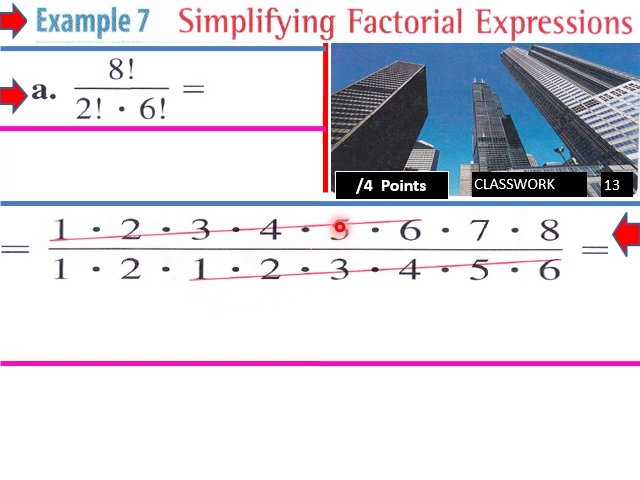 Example 7 Simplifying Factorial Expressions
a. 8! / 2! · 6! =
/4 Points CLASSWORK 13
= 1 · 2 · 3 · 4 · 5 · 6 · 7 · 8 / 1 · 2 · 1 · 2 · 3 · 4 · 5 · 6 =